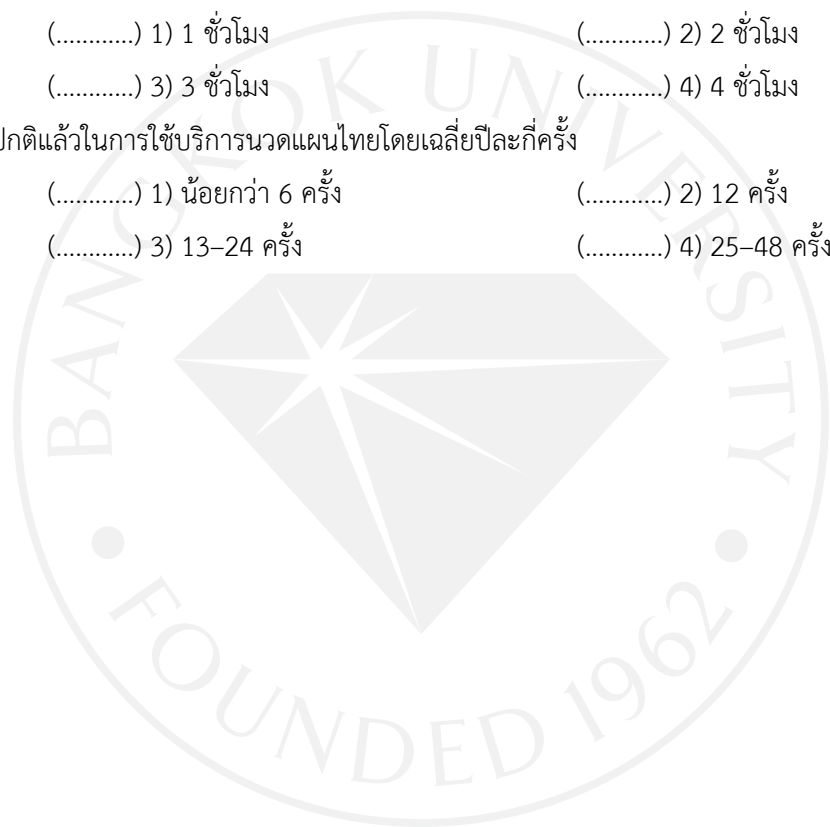 (............) 1) 1 ชั่วโมง (............) 2) 2 ชั่วโมง
(............) 3) 3 ชั่วโมง (............) 4) 4 ชั่วโมง
ปกติแล้วในการใช้บริการนวดแผนไทยโดยเฉลี่ยปีละกี่ครั้ง
(............) 1) น้อยกว่า 6 ครั้ง (............) 2) 12 ครั้ง
(............) 3) 13–24 ครั้ง (............) 4) 25–48 ครั้ง
BANGKOK UNIVERSITY
• FOUNDED 1962 •